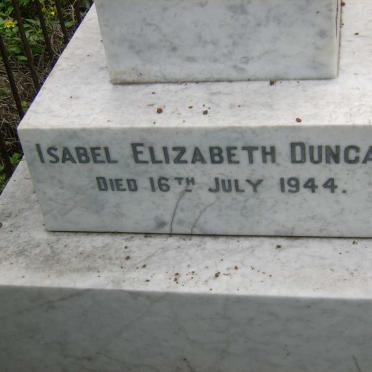 ISABEL ELIZABETH DUNCA
DIED 16TH JULY 1944.